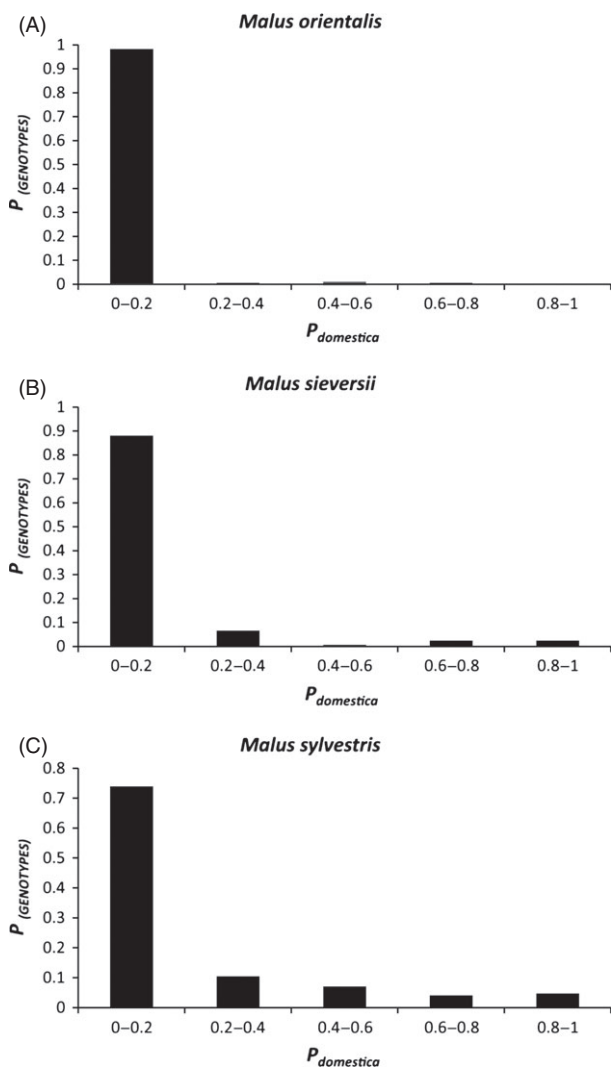 (A)
Malus orientalis
P (GENOTYPES)
1
0.9
0.8
0.7
0.6
0.5
0.4
0.3
0.2
0.1
0
0–0.2 0.2–0.4 0.4–0.6 0.6–0.8 0.8–1
Pdomestica
(B)
Malus sieversii
P (GENOTYPES)
1
0.9
0.8
0.7
0.6
0.5
0.4
0.3
0.2
0.1
0
0–0.2 0.2–0.4 0.4–0.6 0.6–0.8 0.8–1
Pdomestica
(C)
Malus sylvestris
P (GENOTYPES)
0.8
0.7
0.6
0.5
0.4
0.3
0.2
0.1
0
0–0.2 0.2–0.4 0.4–0.6 0.6–0.8 0.8–1
Pdomestica